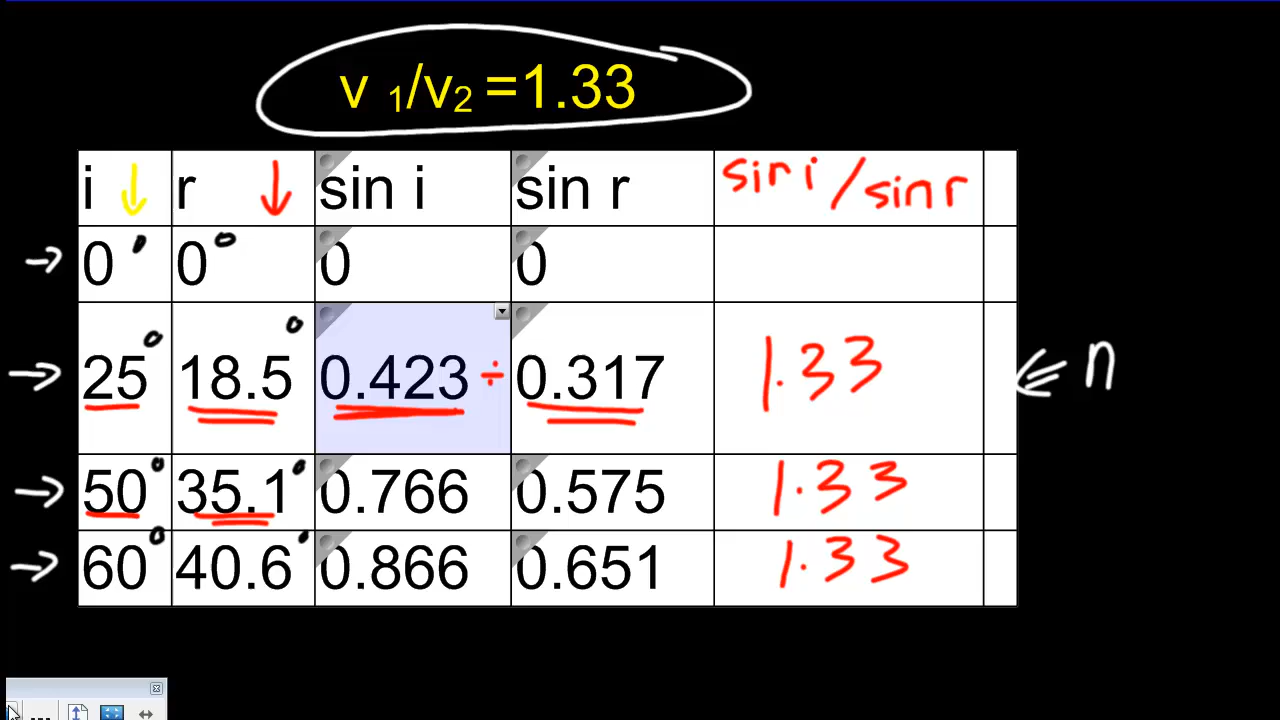 v 1/v2 =1.33
i ↓ r ↓ sin i sin r sin i / sin r
→ 0° 0° 0 0
→ 25° 18.5° 0.423 ÷ 0.317 1.33 ⇐ n
→ 50° 35.1° 0.766 0.575 1.33
→ 60° 40.6° 0.866 0.651 1.33